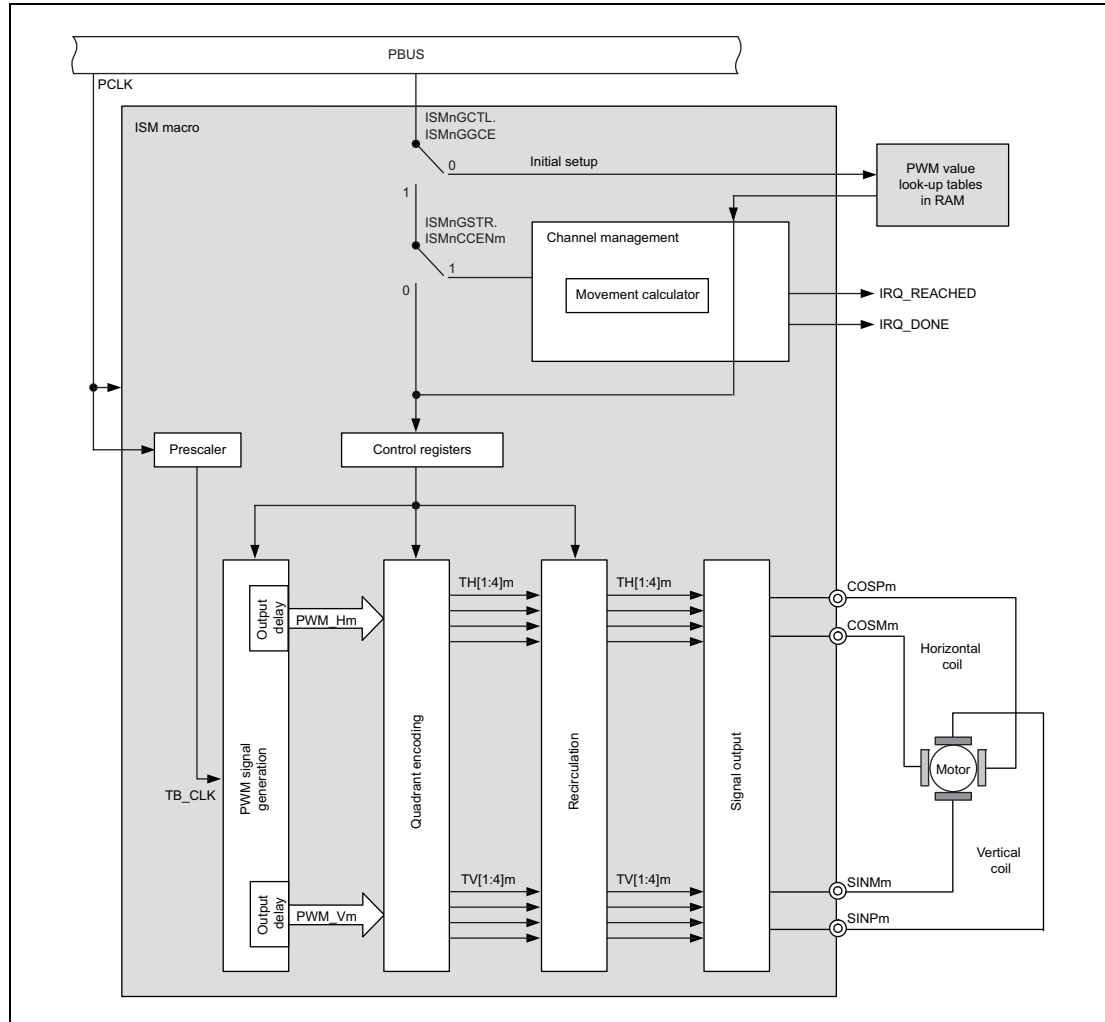 PBUS
PCLK
ISM macro
ISMnGCTL.
ISMnGGCE
0
Initial setup
1
PWM value
look-up tables
in RAM
ISMnGSTR.
ISMnCCENm
1
0
Channel management
Movement calculator
IRQ_REACHED
IRQ_DONE
Prescaler
Control registers
TB_CLK
PWM signal
generation
Output
delay
PWM_Hm
Output
delay
PWM_Vm
Quadrant encoding
TH[1:4]m
TV[1:4]m
Recirculation
TH[1:4]m
TV[1:4]m
Signal output
COSPm
COSMm
Horizontal
coil
Motor
Vertical
coil
SINMm
SINPm